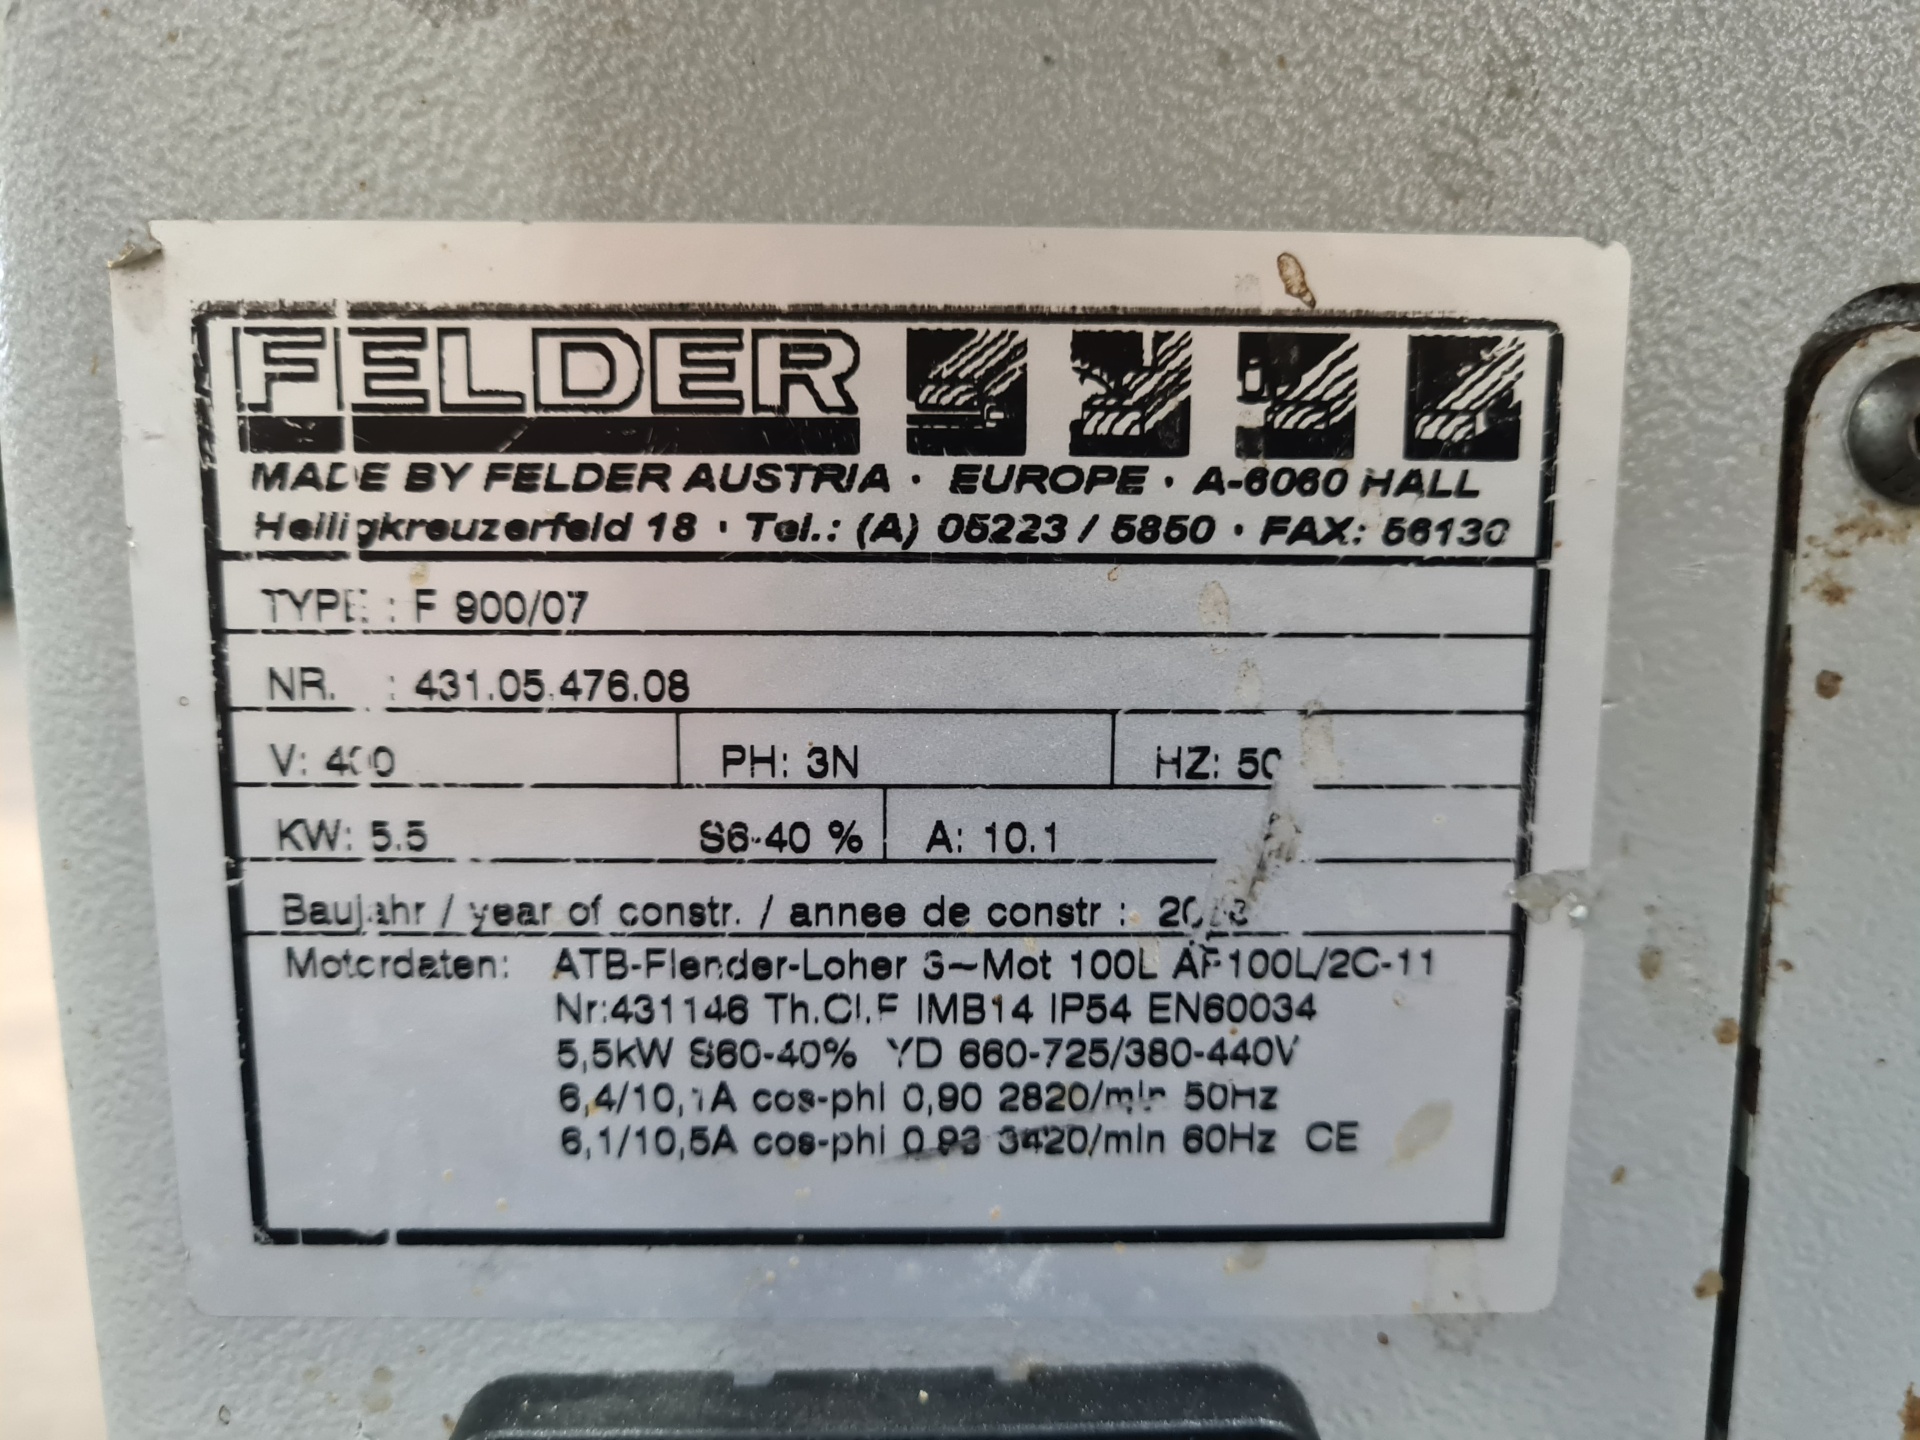 FELDER
MADE BY FELDER AUSTRIA · EUROPE · A-6060 HALL
Heiligkreuzerfeld 18 · Tel.: (A) 05223 / 5850 · FAX: 56130
TYPE : F 900/07
NR. : 431.05.476.08
V: 400 PH: 3N HZ: 50
KW: 5.5 S6-40 % A: 10.1
Baujahr / year of constr. / annee de constr :
Motordaten: ATB-Flender-Loher 3~Mot 100L AF100L/2C-11
Nr:431146 Th.Cl.F IMB14 IP54 EN60034
5,5kW S60-40% YD 660-725/380-440V
6,4/10,1A cos-phi 0,90 2820/min 50Hz
6,1/10,5A cos-phi 0,93 3420/min 60Hz CE